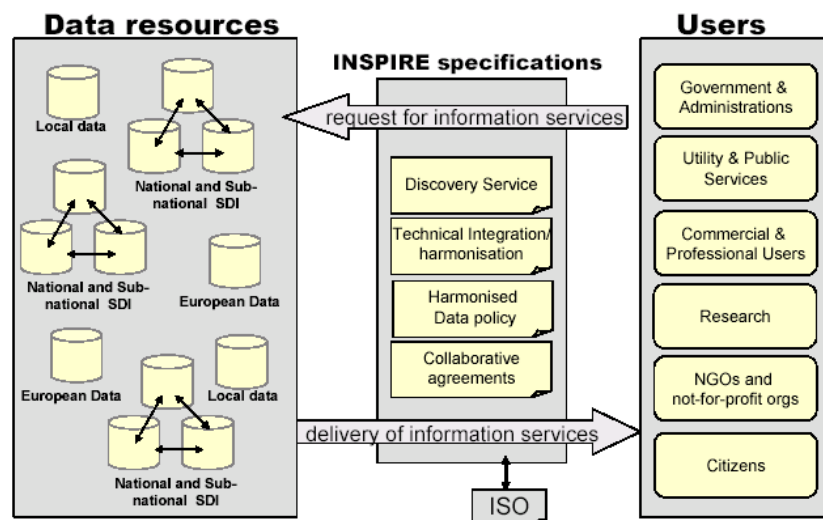 Data resources
Local data
National and Sub-
national SDI
National and Sub-
national SDI
European Data
European Data
Local data
National and Sub-
national SDI
INSPIRE specifications
request for information services
Discovery Service
Technical Integration/
harmonisation
Harmonised
Data policy
Collaborative
agreements
delivery of information services
ISO
Users
Government &
Administrations
Utility & Public
Services
Commercial &
Professional Users
Research
NGOs and
not-for-profit orgs
Citizens